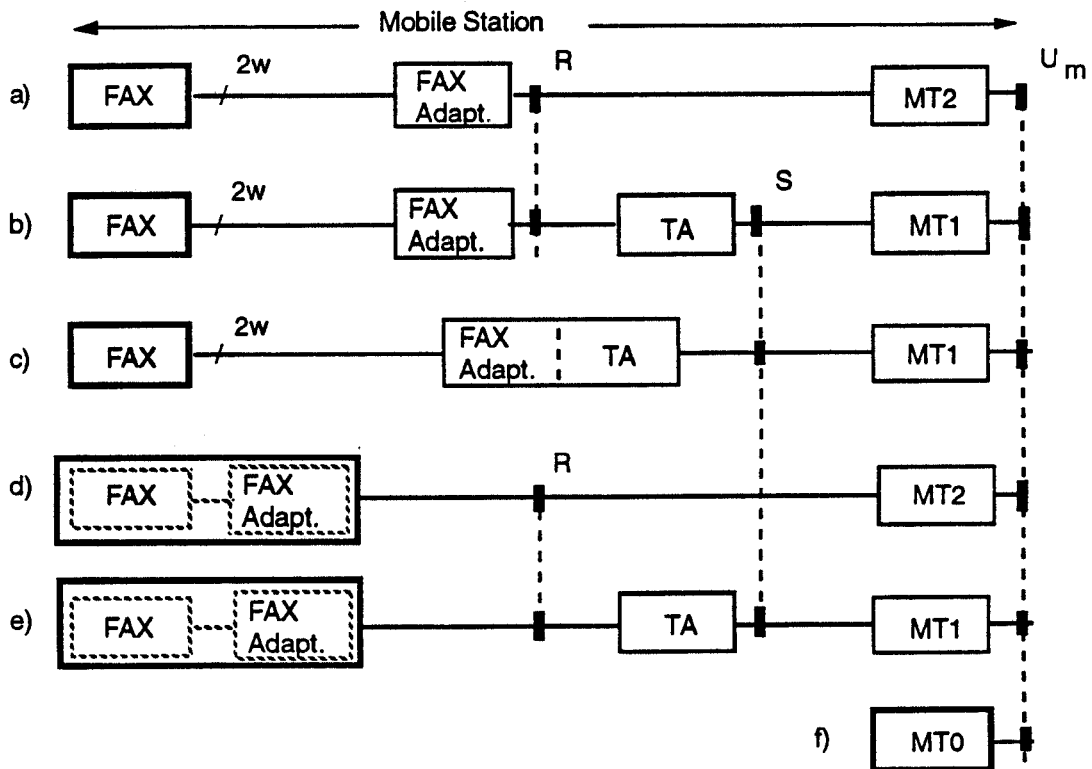 Mobile Station
2w
R
U m
a)
FAX
FAX
Adapt.
MT2
2w
S
b)
FAX
FAX
Adapt.
TA
MT1
2w
c)
FAX
FAX
Adapt.
TA
MT1
R
d)
FAX
FAX
Adapt.
MT2
e)
FAX
FAX
Adapt.
TA
MT1
f)
MT0